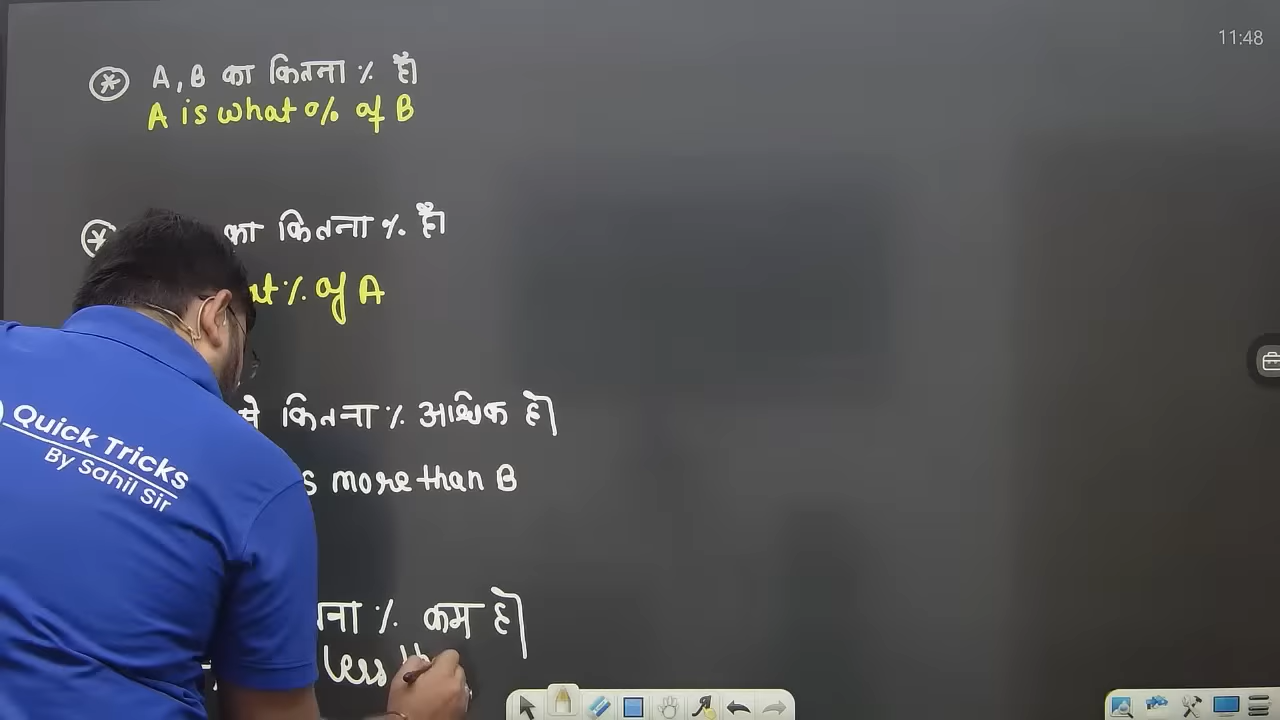 11:48
* A, B का कितना % है।
A is what % of B
* का कितना % है।
% of A
से कितना % अधिक है।
more than B
% कम है।
less
Quick Tricks
By Sahil Sir